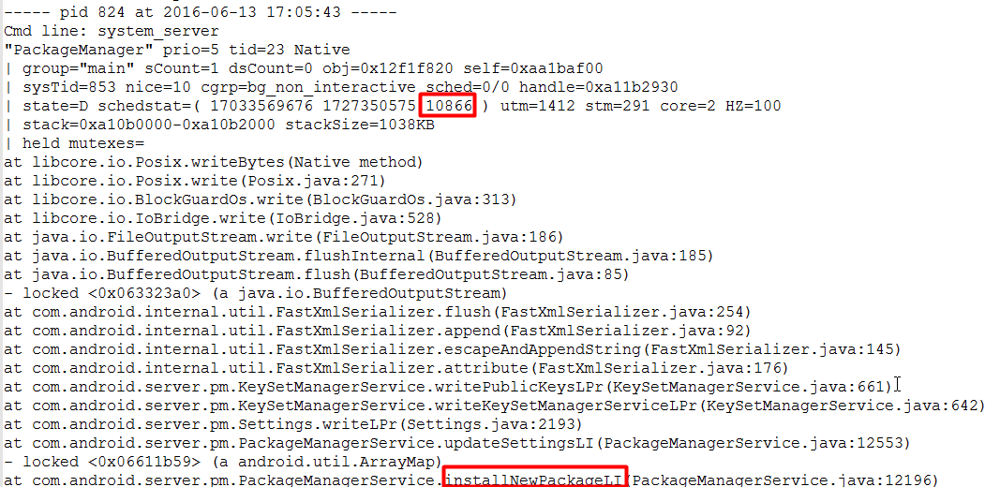 ----- pid 824 at 2016-06-13 17:05:43 -----
Cmd line: system_server
"PackageManager" prio=5 tid=23 Native
| group="main" sCount=1 dsCount=0 obj=0x12f1f820 self=0xaa1baf00
| sysTid=853 nice=10 cgrp=bg_non_interactive sched=0/0 handle=0xa11b2930
| state=D schedstat=( 17033569676 1727350575 10866 ) utm=1412 stm=291 core=2 HZ=100
| stack=0xa10b0000-0xa10b2000 stackSize=1038KB
| held mutexes=
at libcore.io.Posix.writeBytes(Native method)
at libcore.io.Posix.write(Posix.java:271)
at libcore.io.BlockGuardOs.write(BlockGuardOs.java:313)
at libcore.io.IoBridge.write(IoBridge.java:528)
at java.io.FileOutputStream.write(FileOutputStream.java:186)
at java.io.BufferedOutputStream.flushInternal(BufferedOutputStream.java:185)
at java.io.BufferedOutputStream.flush(BufferedOutputStream.java:85)
- locked <0x063323a0> (a java.io.BufferedOutputStream)
at com.android.internal.util.FastXmlSerializer.flush(FastXmlSerializer.java:254)
at com.android.internal.util.FastXmlSerializer.append(FastXmlSerializer.java:92)
at com.android.internal.util.FastXmlSerializer.escapeAndAppendString(FastXmlSerializer.java:145)
at com.android.internal.util.FastXmlSerializer.attribute(FastXmlSerializer.java:176)
at com.android.server.pm.KeySetManagerService.writePublicKeysLPr(KeySetManagerService.java:661)
at com.android.server.pm.KeySetManagerService.writeKeySetManagerServiceLPr(KeySetManagerService.java:642)
at com.android.server.pm.Settings.writeLPr(Settings.java:2193)
at com.android.server.pm.PackageManagerService.updateSettingsLI(PackageManagerService.java:12553)
- locked <0x06611b59> (a android.util.ArrayMap)
at com.android.server.pm.PackageManagerService.installNewPackageLI(PackageManagerService.java:12196)